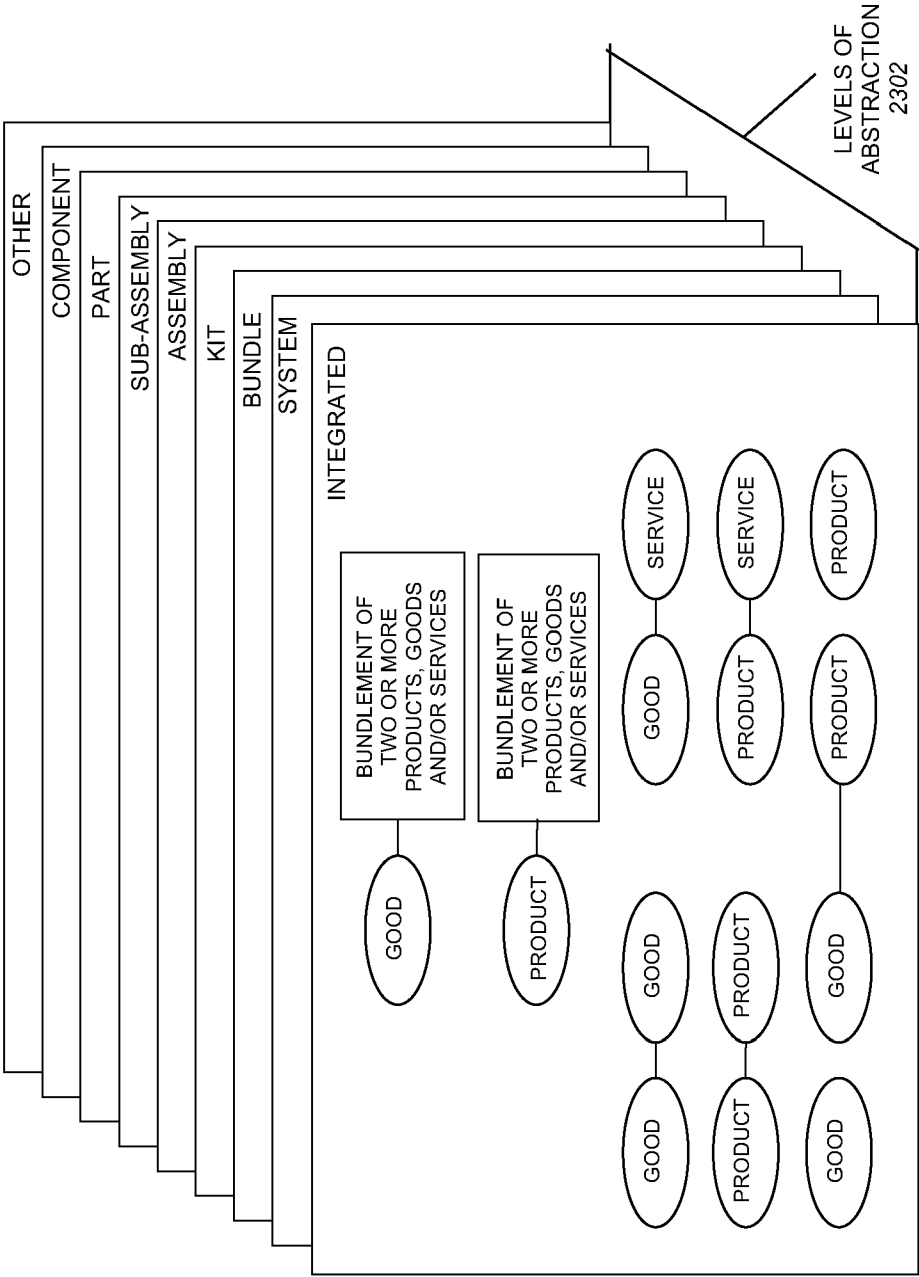 OTHER
COMPONENT
PART
SUB-ASSEMBLY
ASSEMBLY
KIT
BUNDLE
SYSTEM
INTEGRATED
GOOD
BUNDLEMENT OF
TWO OR MORE
PRODUCTS, GOODS
AND/OR SERVICES
PRODUCT
BUNDLEMENT OF
TWO OR MORE
PRODUCTS, GOODS
AND/OR SERVICES
GOOD
GOOD
GOOD
SERVICE
PRODUCT
PRODUCT
PRODUCT
SERVICE
GOOD
GOOD
PRODUCT
PRODUCT
LEVELS OF
ABSTRACTION
2302